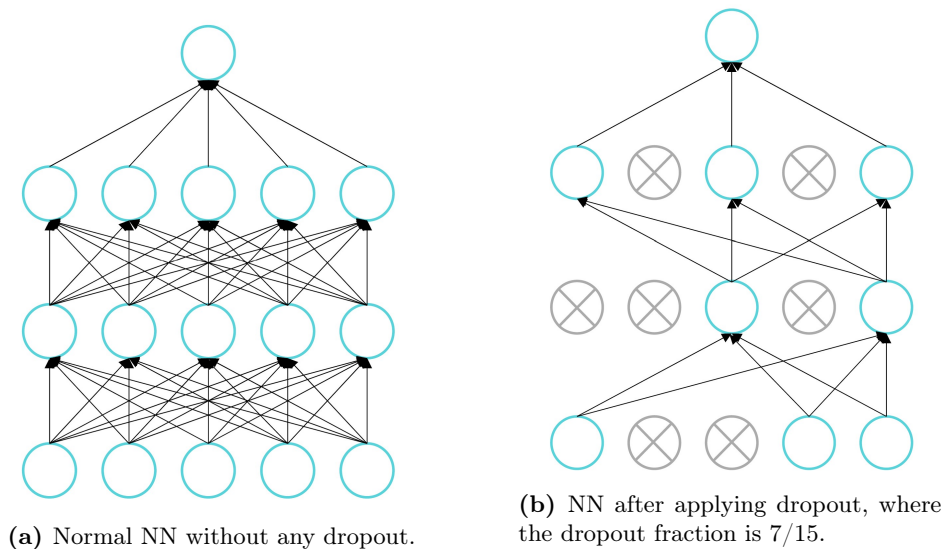 (a) Normal NN without any dropout.
(b) NN after applying dropout, where
the dropout fraction is 7/15.